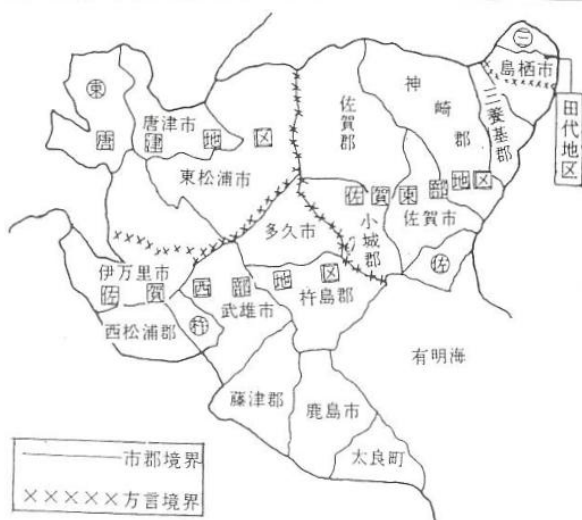 ㊂
東
島栖市
神崎郡
佐賀郡
三養基郡
田代地区
唐津市
唐津地区
東松浦市
佐賀東部地区
多久市
小城郡
佐賀市
佐
伊万里市
佐賀西部地区
杵島郡
武雄市
杵
西松浦郡
有明海
藤津郡
鹿島市
太良町
市郡境界
×××××方言境界